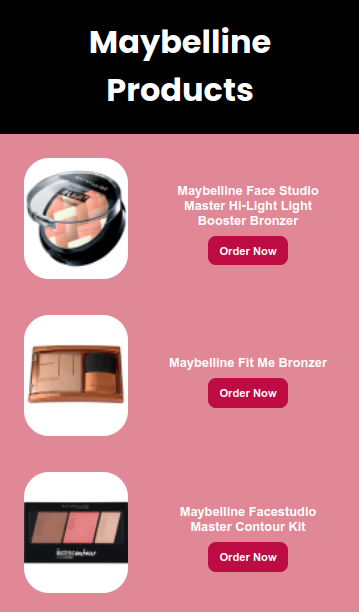 Maybelline
Products
Maybelline Face Studio
Master Hi-Light Light
Booster Bronzer
Order Now
Maybelline Fit Me Bronzer
Order Now
Maybelline Facestudio
Master Contour Kit
Order Now